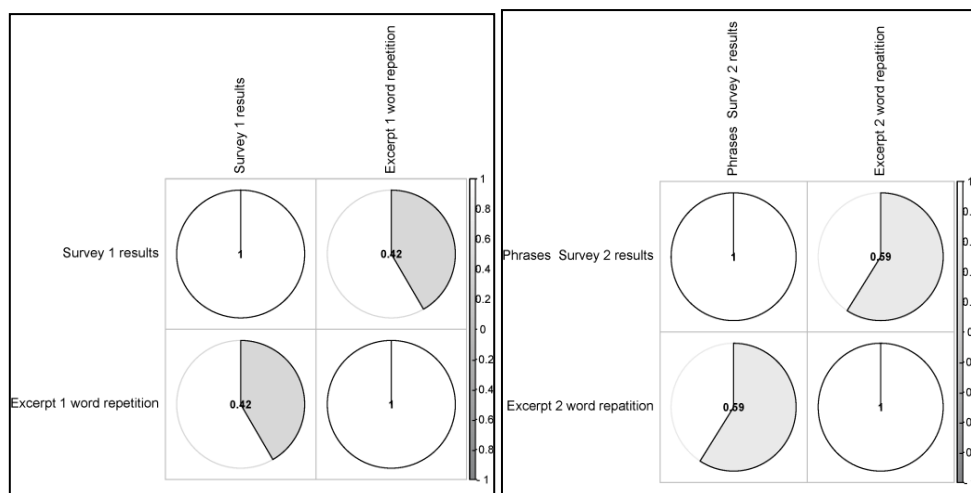 Survey 1 results
Excerpt 1 word repetition
Survey 1 results
1
0.42
Excerpt 1 word repetition
0.42
1
1
0.8
0.6
0.4
0.2
0
-0.2
-0.4
-0.6
-0.8
-1
Phrases Survey 2 results
Excerpt 2 word repatition
Phrases Survey 2 results
1
0.59
Excerpt 2 word repatition
0.59
1
1
0